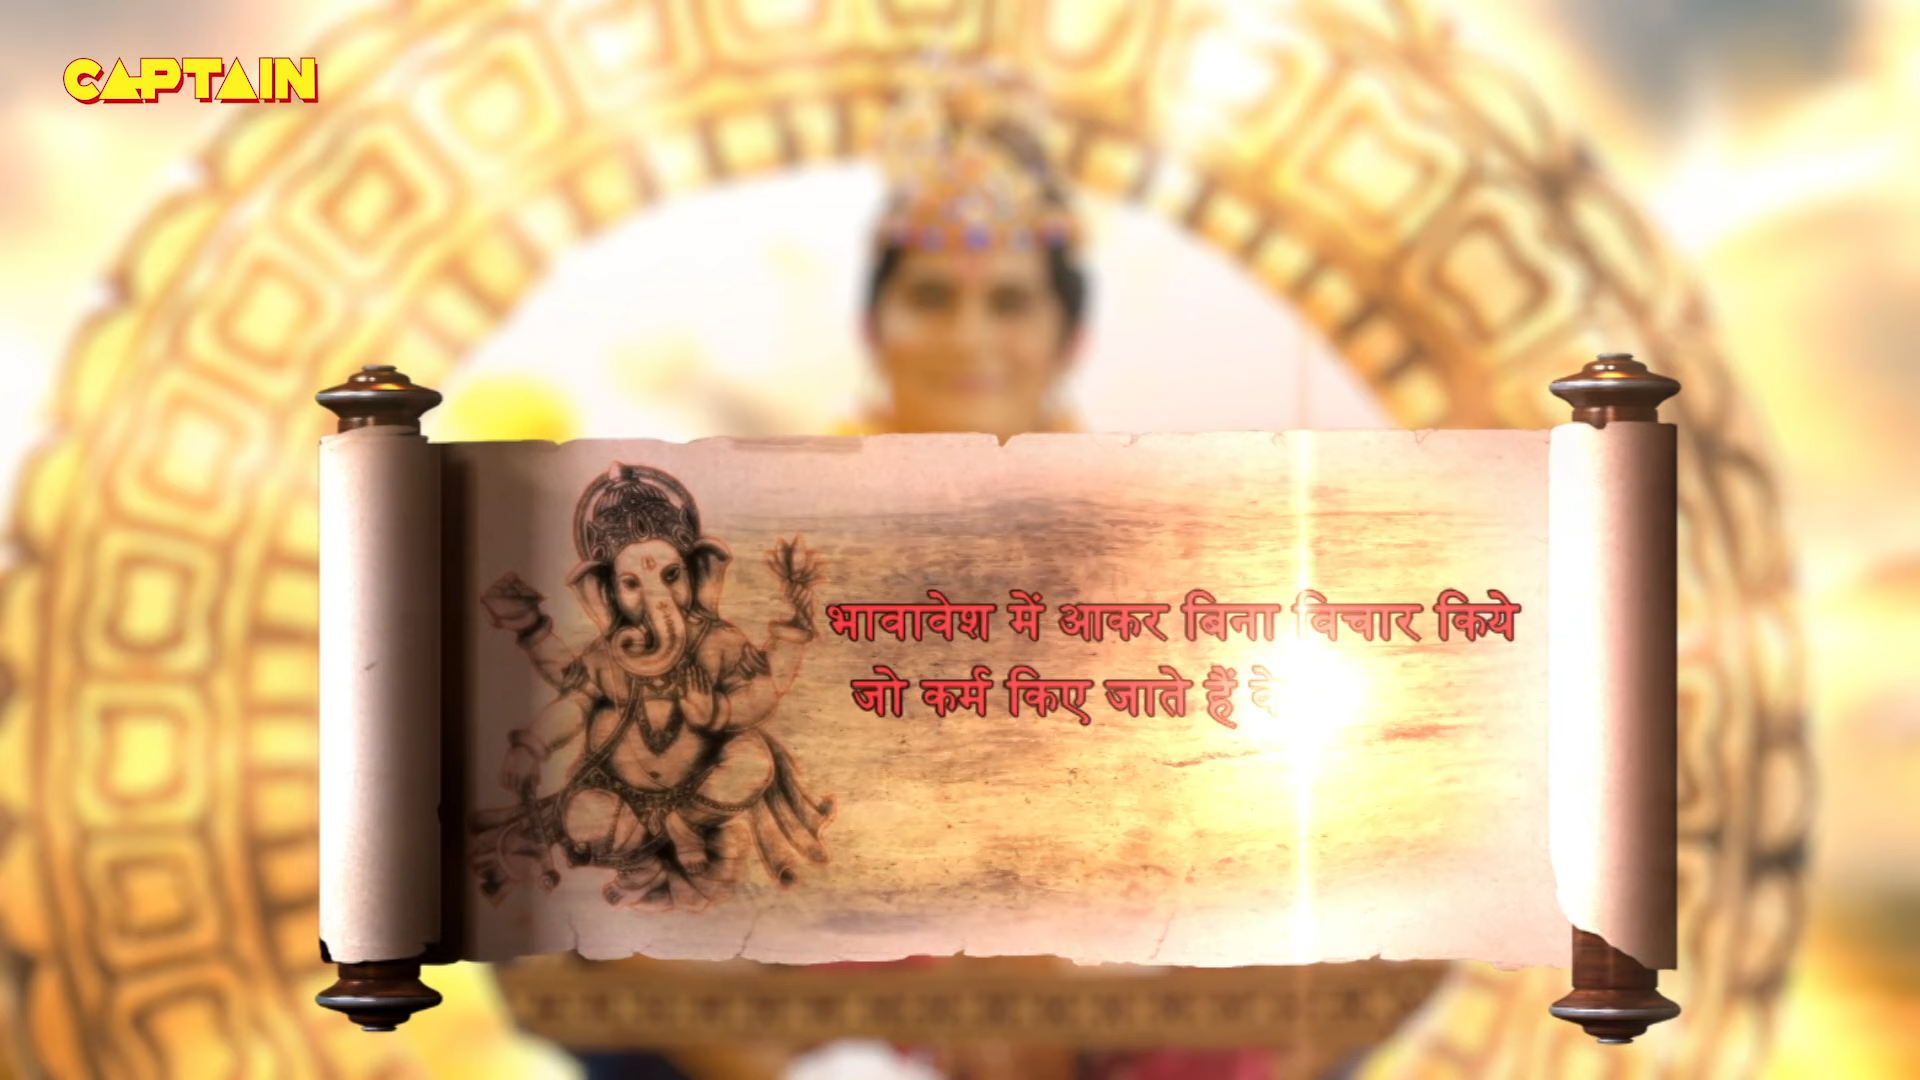 CAPTAIN
भावावेश में आकर बिना विचार किये
जो कर्म किए जाते हैं